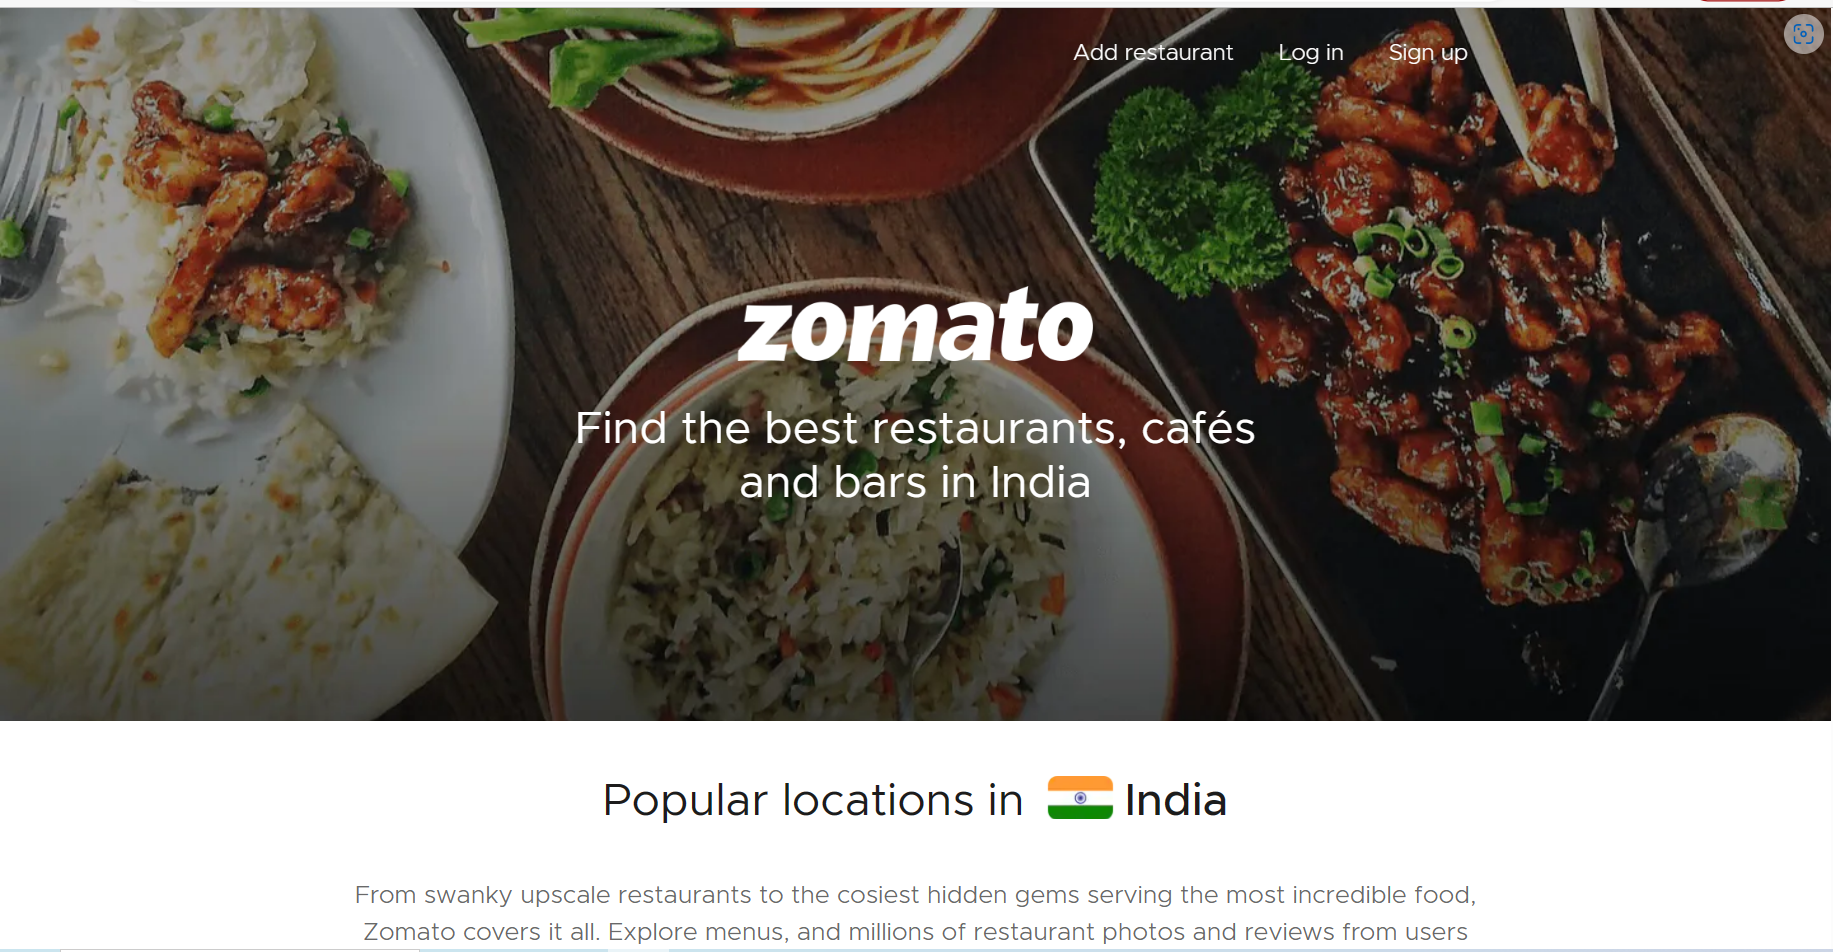 Add restaurant Log in Sign up
zomato
Find the best restaurants, cafés
and bars in India
Popular locations in India
From swanky upscale restaurants to the cosiest hidden gems serving the most incredible food,
Zomato covers it all. Explore menus, and millions of restaurant photos and reviews from users